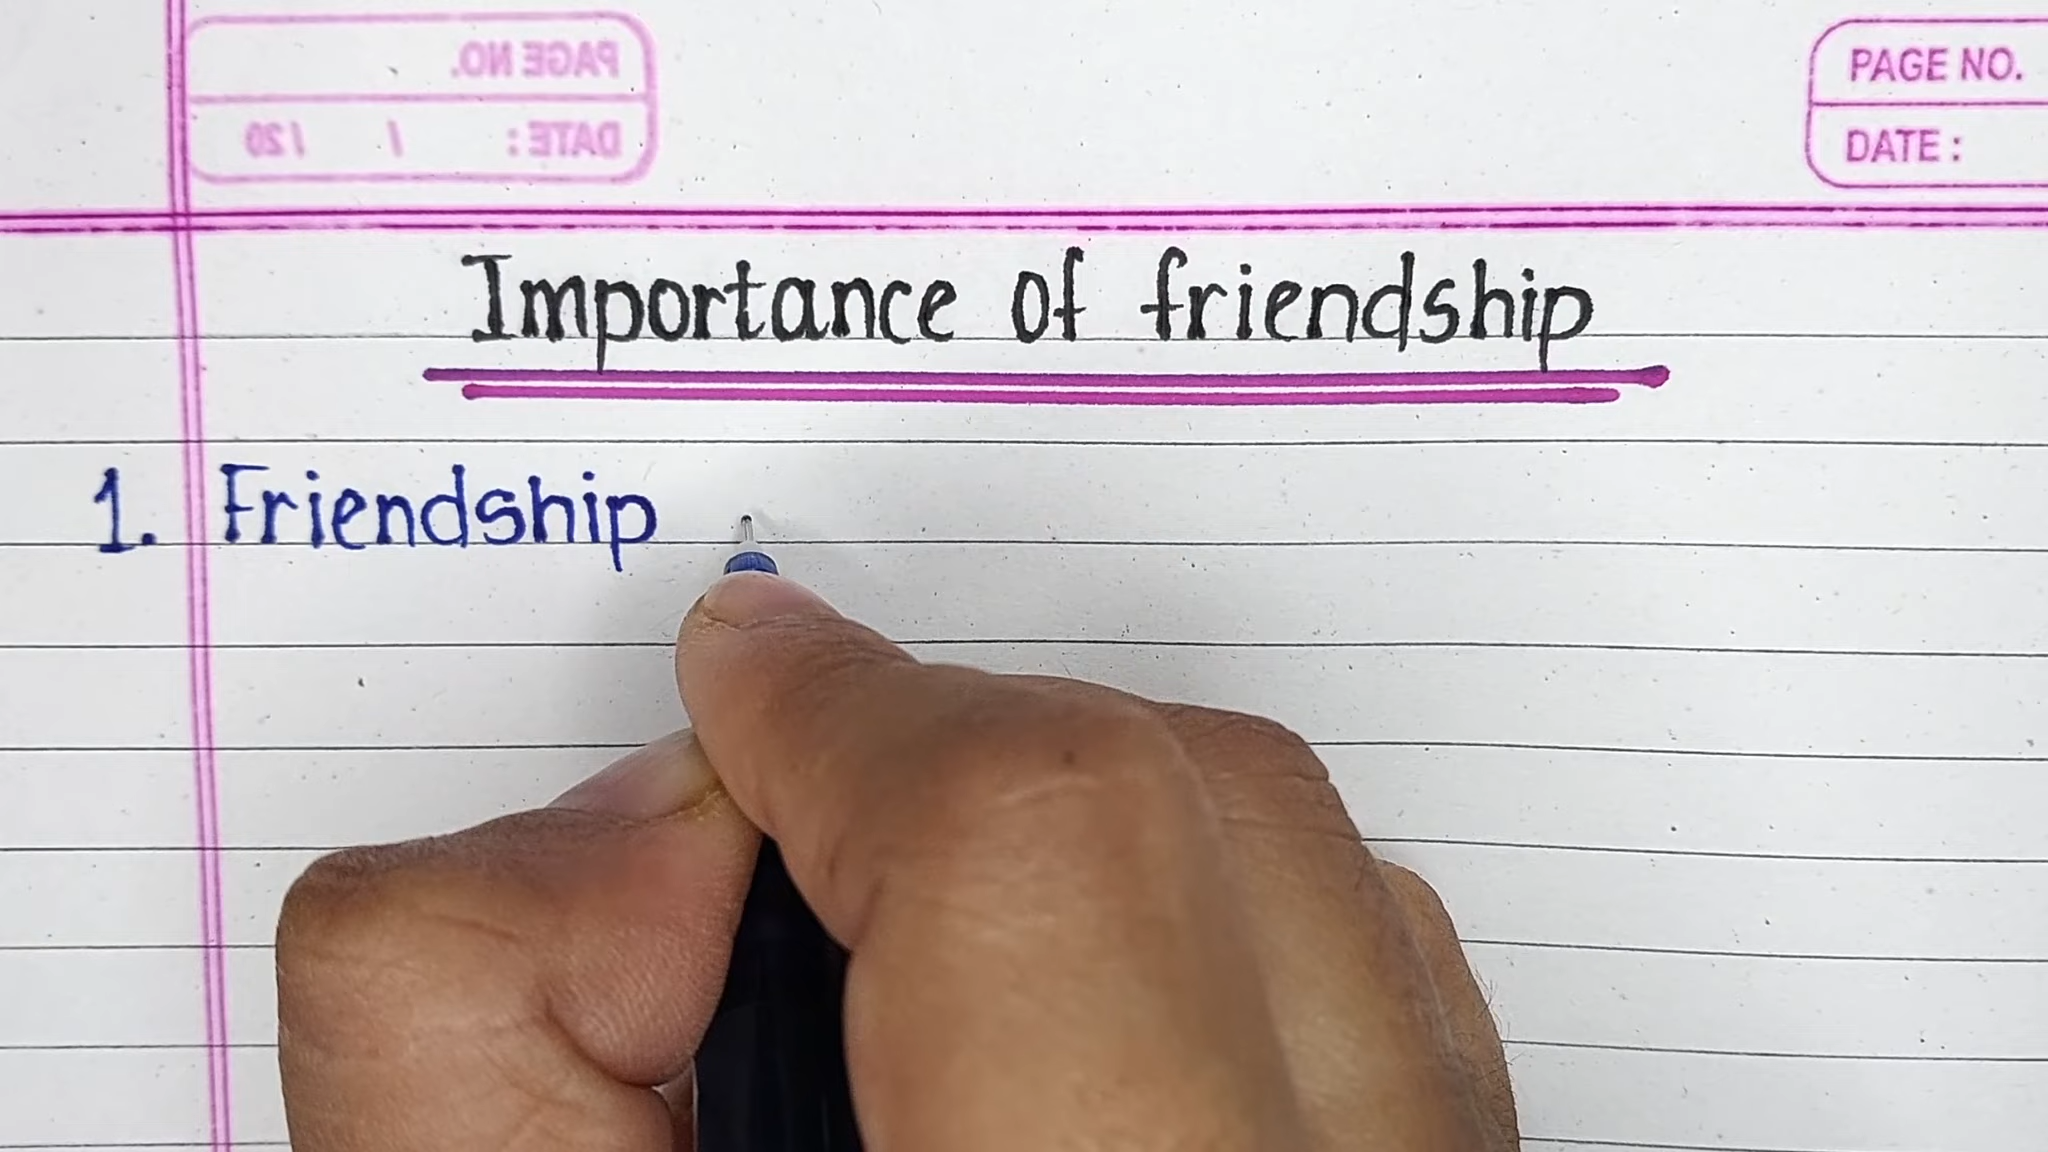 PAGE NO.
DATE: / /20
PAGE NO.
DATE :
Importance of friendship
1. Friendship